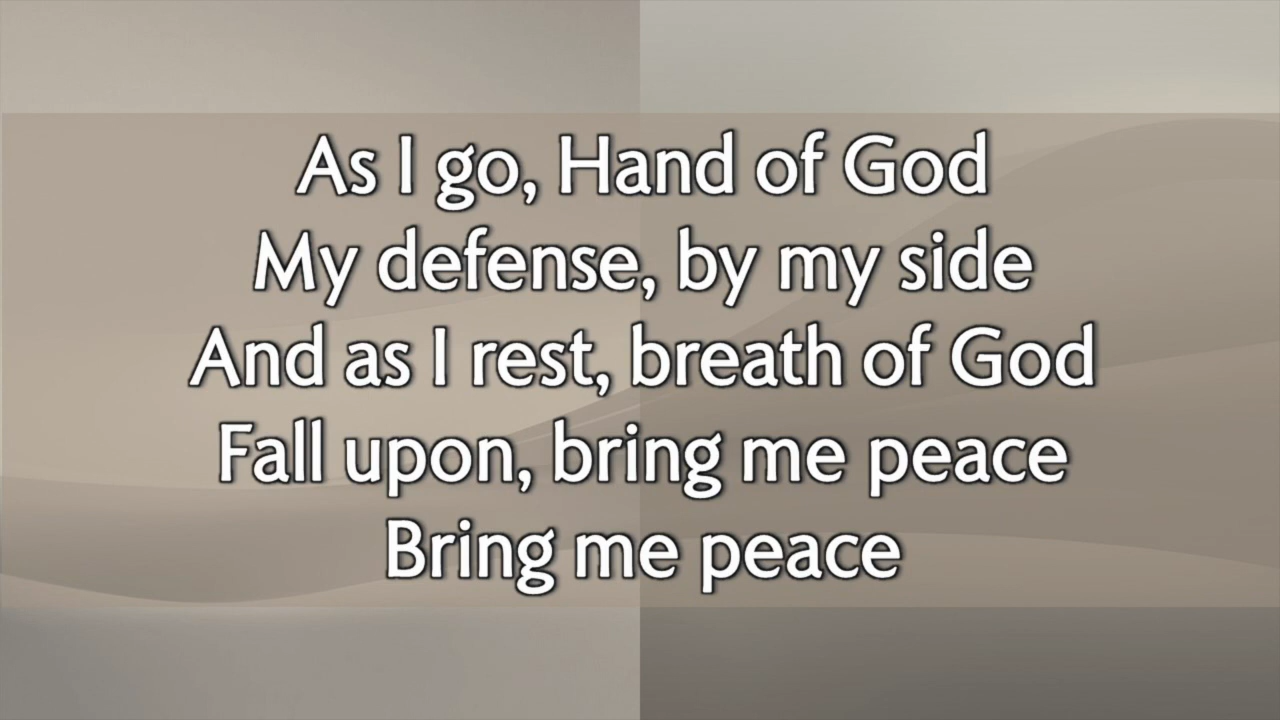 As I go, Hand of God
My defense, by my side
And as I rest, breath of God
Fall upon, bring me peace
Bring me peace